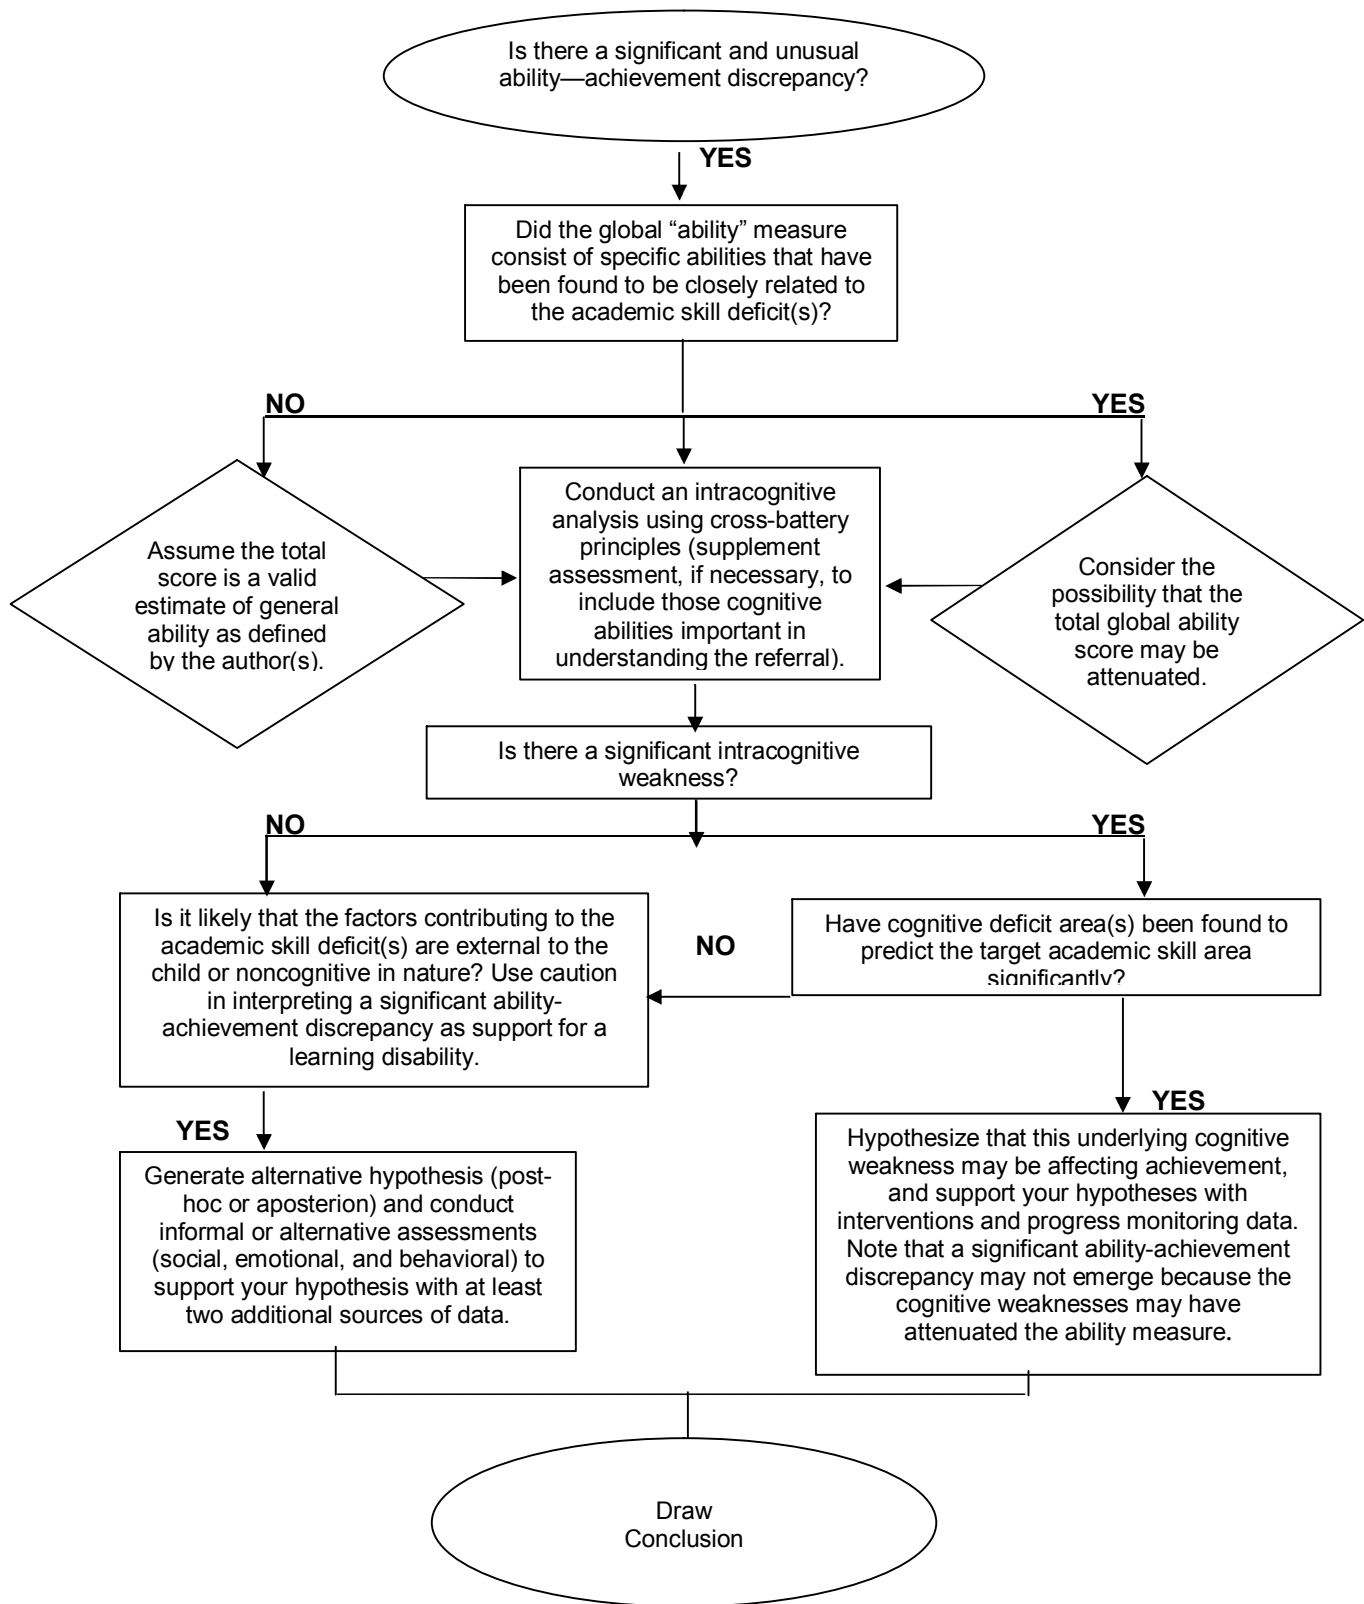 Is there a significant and unusual
ability—achievement discrepancy?
YES
Did the global “ability” measure
consist of specific abilities that have
been found to be closely related to
the academic skill deficit(s)?
NO
YES
Assume the total
score is a valid
estimate of general
ability as defined
by the author(s).
Conduct an intracognitive
analysis using cross-battery
principles (supplement
assessment, if necessary, to
include those cognitive
abilities important in
understanding the referral).
Consider the
possibility that the
total global ability
score may be
attenuated.
Is there a significant intracognitive
weakness?
NO
YES
Is it likely that the factors contributing to the
academic skill deficit(s) are external to the
child or noncognitive in nature? Use caution
in interpreting a significant ability-
achievement discrepancy as support for a
learning disability.
NO
Have cognitive deficit area(s) been found to
predict the target academic skill area
significantly?
YES
YES
Generate alternative hypothesis (post-
hoc or aposterion) and conduct
informal or alternative assessments
(social, emotional, and behavioral) to
support your hypothesis with at least
two additional sources of data.
Hypothesize that this underlying cognitive
weakness may be affecting achievement,
and support your hypotheses with
interventions and progress monitoring data.
Note that a significant ability-achievement
discrepancy may not emerge because the
cognitive weaknesses may have
attenuated the ability measure.
Draw
Conclusion